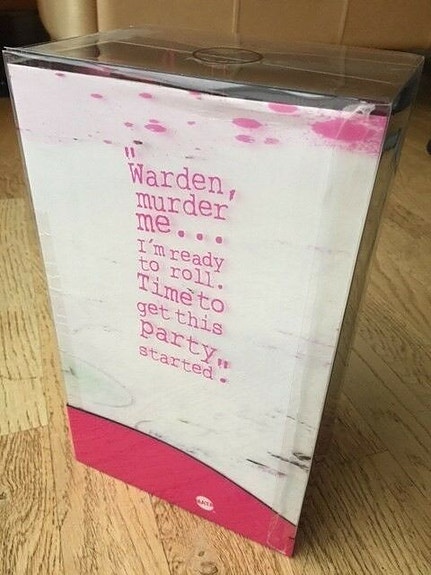 "Warden,
murder
me...
I'm ready
to roll.
Time to
get this
party
started".